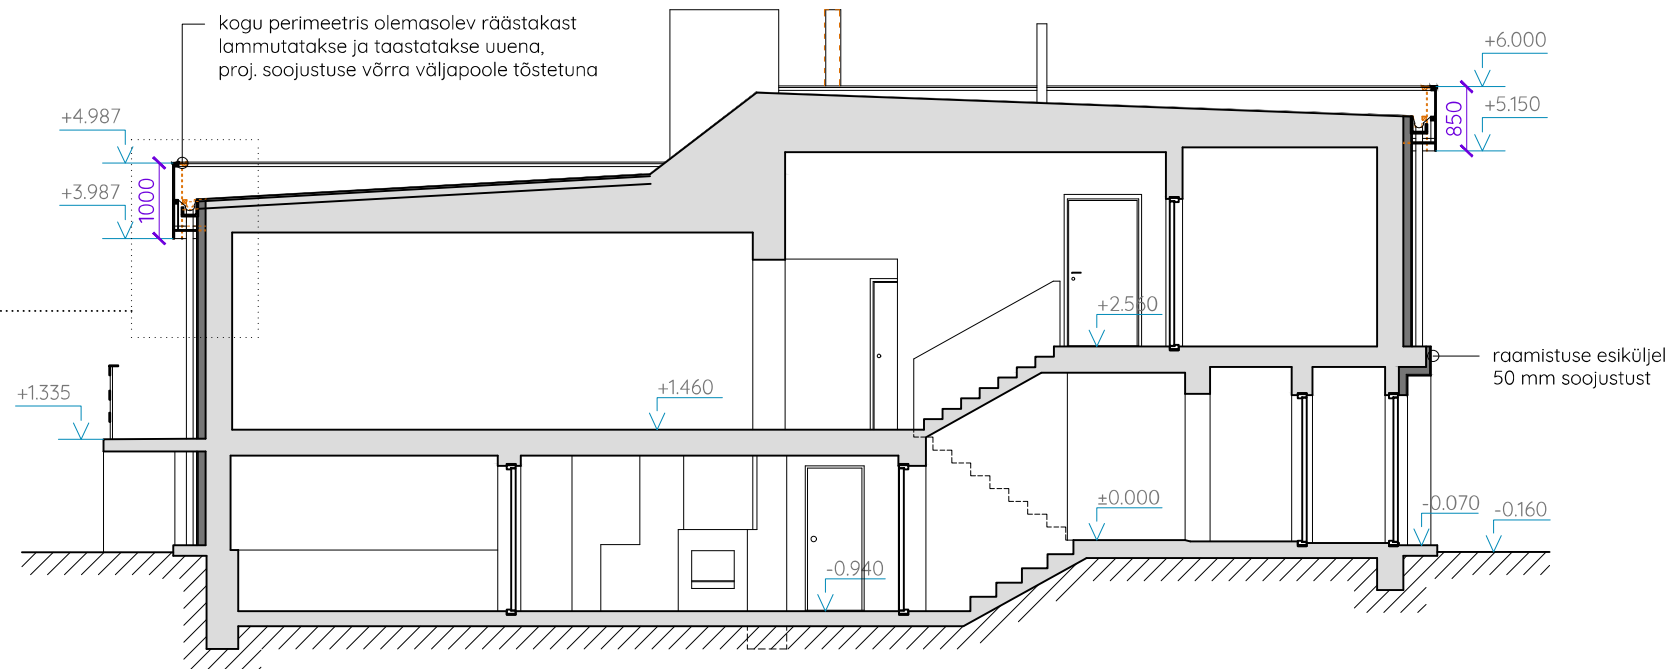 kogu perimeetris olemasolev räästakast
lammutatakse ja taastatakse uuena,
proj. soojustuse võrra väljapoole tõstetuna
+6.000
+5.150
850
+4.987
+3.987
1000
+2.550
raamistuse esiküljel
50 mm soojustust
+1.335
+1.460
±0.000
-0.070
-0.160
-0.940